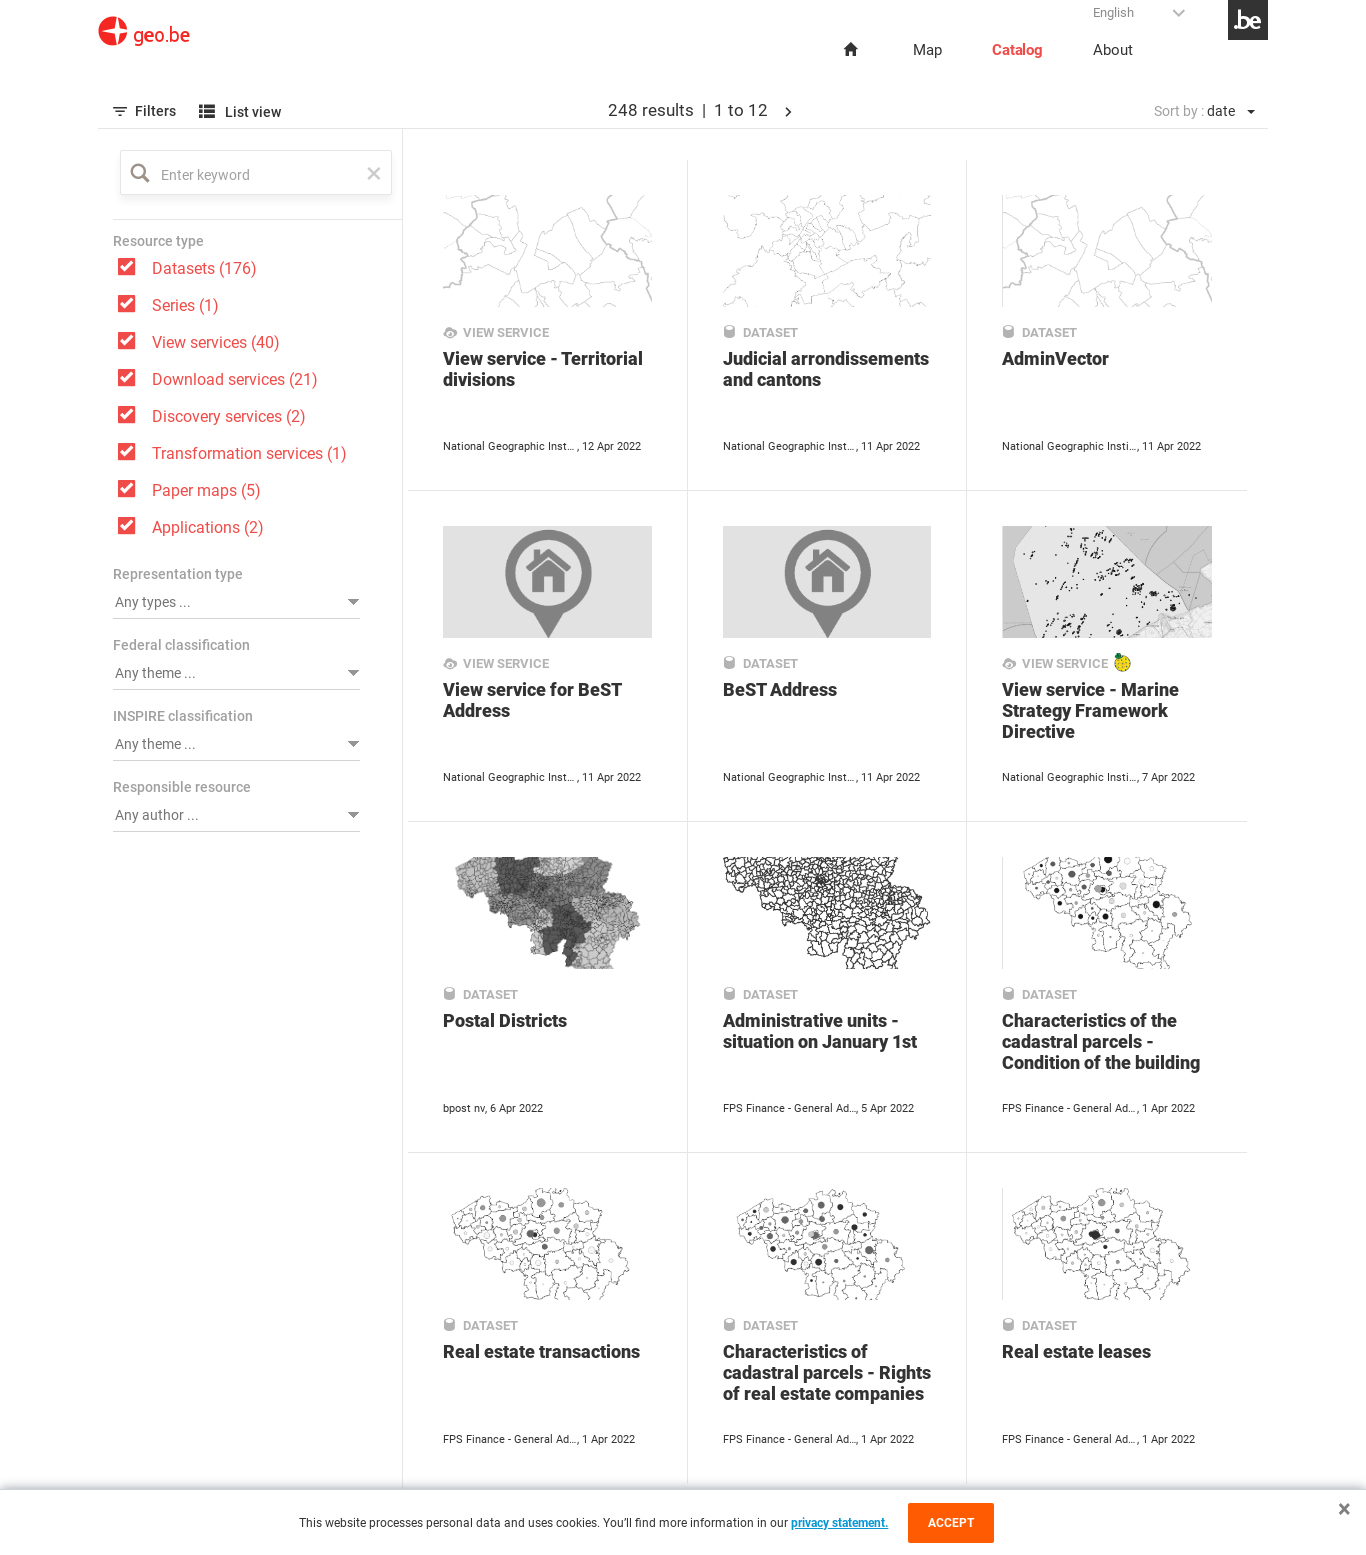 English
.be
geo.be
Map
Catalog
About
Filters
List view
248 results | 1 to 12
Sort by : date
Enter keyword
Resource type
Datasets (176)
Series (1)
View services (40)
Download services (21)
Discovery services (2)
Transformation services (1)
Paper maps (5)
Applications (2)
Representation type
Any types ...
Federal classification
Any theme ...
INSPIRE classification
Any theme ...
Responsible resource
Any author ...
VIEW SERVICE
View service - Territorial
divisions
National Geographic Inst... , 12 Apr 2022
DATASET
Judicial arrondissements
and cantons
National Geographic Inst... , 11 Apr 2022
DATASET
AdminVector
National Geographic Insti..., 11 Apr 2022
VIEW SERVICE
View service for BeST
Address
National Geographic Inst... , 11 Apr 2022
DATASET
BeST Address
National Geographic Inst... , 11 Apr 2022
VIEW SERVICE
View service - Marine
Strategy Framework
Directive
National Geographic Insti..., 7 Apr 2022
DATASET
Postal Districts
bpost nv, 6 Apr 2022
DATASET
Administrative units -
situation on January 1st
FPS Finance - General Ad..., 5 Apr 2022
DATASET
Characteristics of the
cadastral parcels -
Condition of the building
FPS Finance - General Ad... , 1 Apr 2022
DATASET
Real estate transactions
FPS Finance - General Ad..., 1 Apr 2022
DATASET
Characteristics of
cadastral parcels - Rights
of real estate companies
FPS Finance - General Ad..., 1 Apr 2022
DATASET
Real estate leases
FPS Finance - General Ad... , 1 Apr 2022
This website processes personal data and uses cookies. You'll find more information in our privacy statement.
ACCEPT